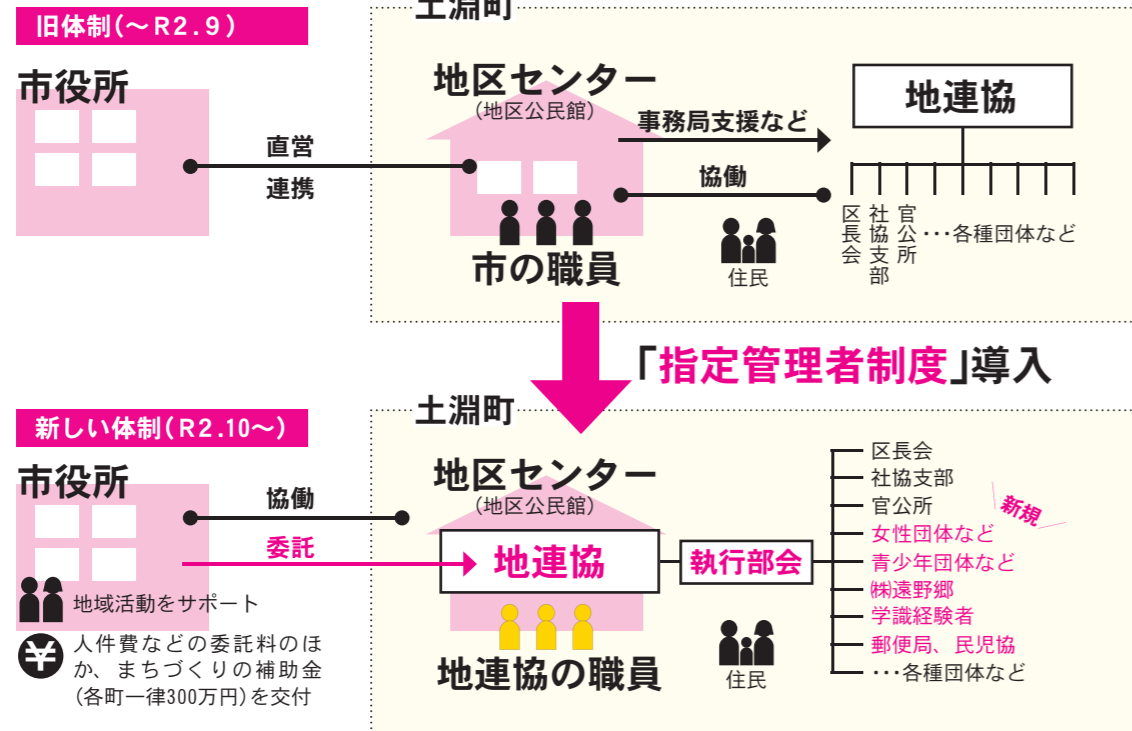 旧体制(～R2.9)
土淵町
市役所
地区センター
(地区公民館)
直営
連携
事務局支援など
協働
地連協
区長会
社協支部
官公所
･･･各種団体など
市の職員
住民
「指定管理者制度」導入
新しい体制(R2.10～)
土淵町
市役所
地区センター
(地区公民館)
協働
委託
地連協
執行部会
区長会
社協支部
官公所
新規
女性団体など
青少年団体など
㈱遠野郷
学識経験者
郵便局、民児協
･･･各種団体など
地域活動をサポート
¥
人件費などの委託料のほ
か、まちづくりの補助金
(各町一律300万円)を交付
地連協の職員
住民